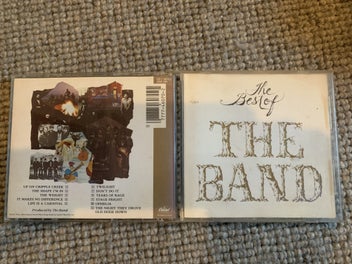 UP ON CRIPPLE CREEK
THE SHAPE I'M IN
THE WEIGHT
IT MAKES NO DIFFERENCE
LIFE IS A CARNIVAL
TWILIGHT
DON'T DO IT
TEARS OF RAGE
STAGE FRIGHT
OPHELIA
THE NIGHT THEY DROVE
OLD DIXIE DOWN
Produced by The Band
Capitol
The
Best of
THE
BAND